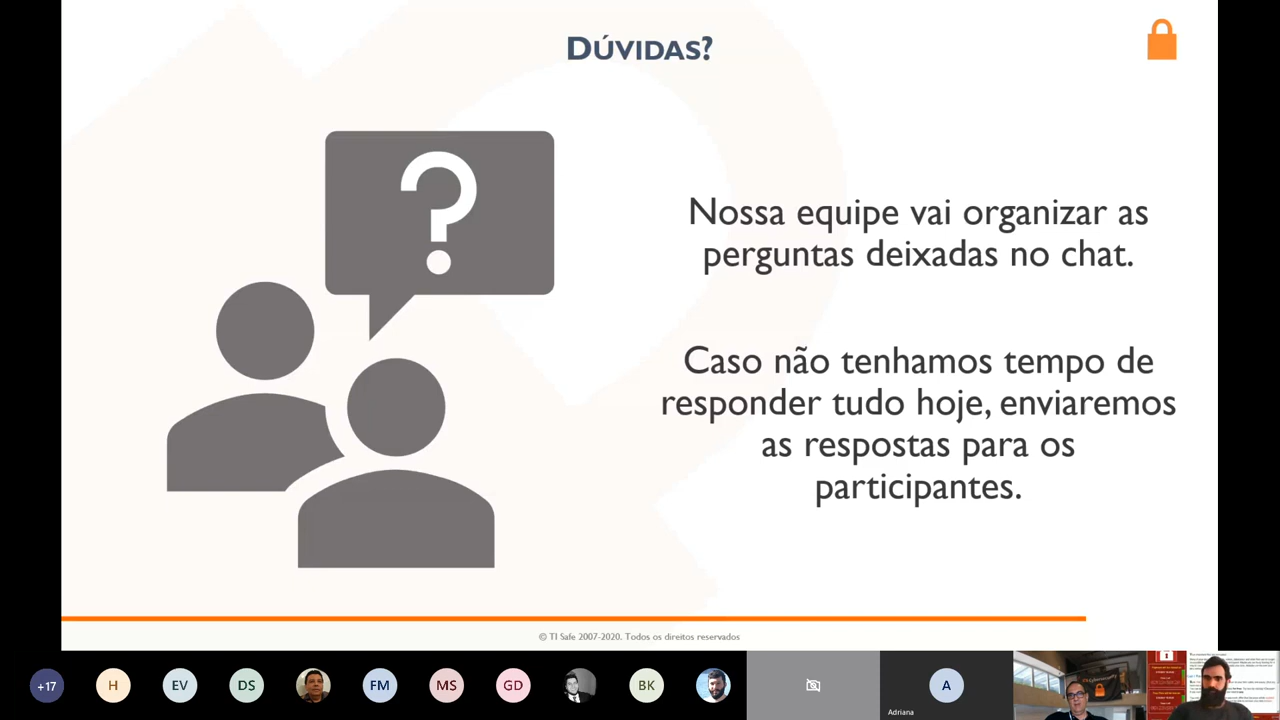 DÚVIDAS?
?
Nossa equipe vai organizar as
perguntas deixadas no chat.
Caso não tenhamos tempo de
responder tudo hoje, enviaremos
as respostas para os
participantes.
© TI Safe 2007-2020. Todos os direitos reservados
+17
H
EV
DS
FM
MS
GD
BK
A
Adriana
1